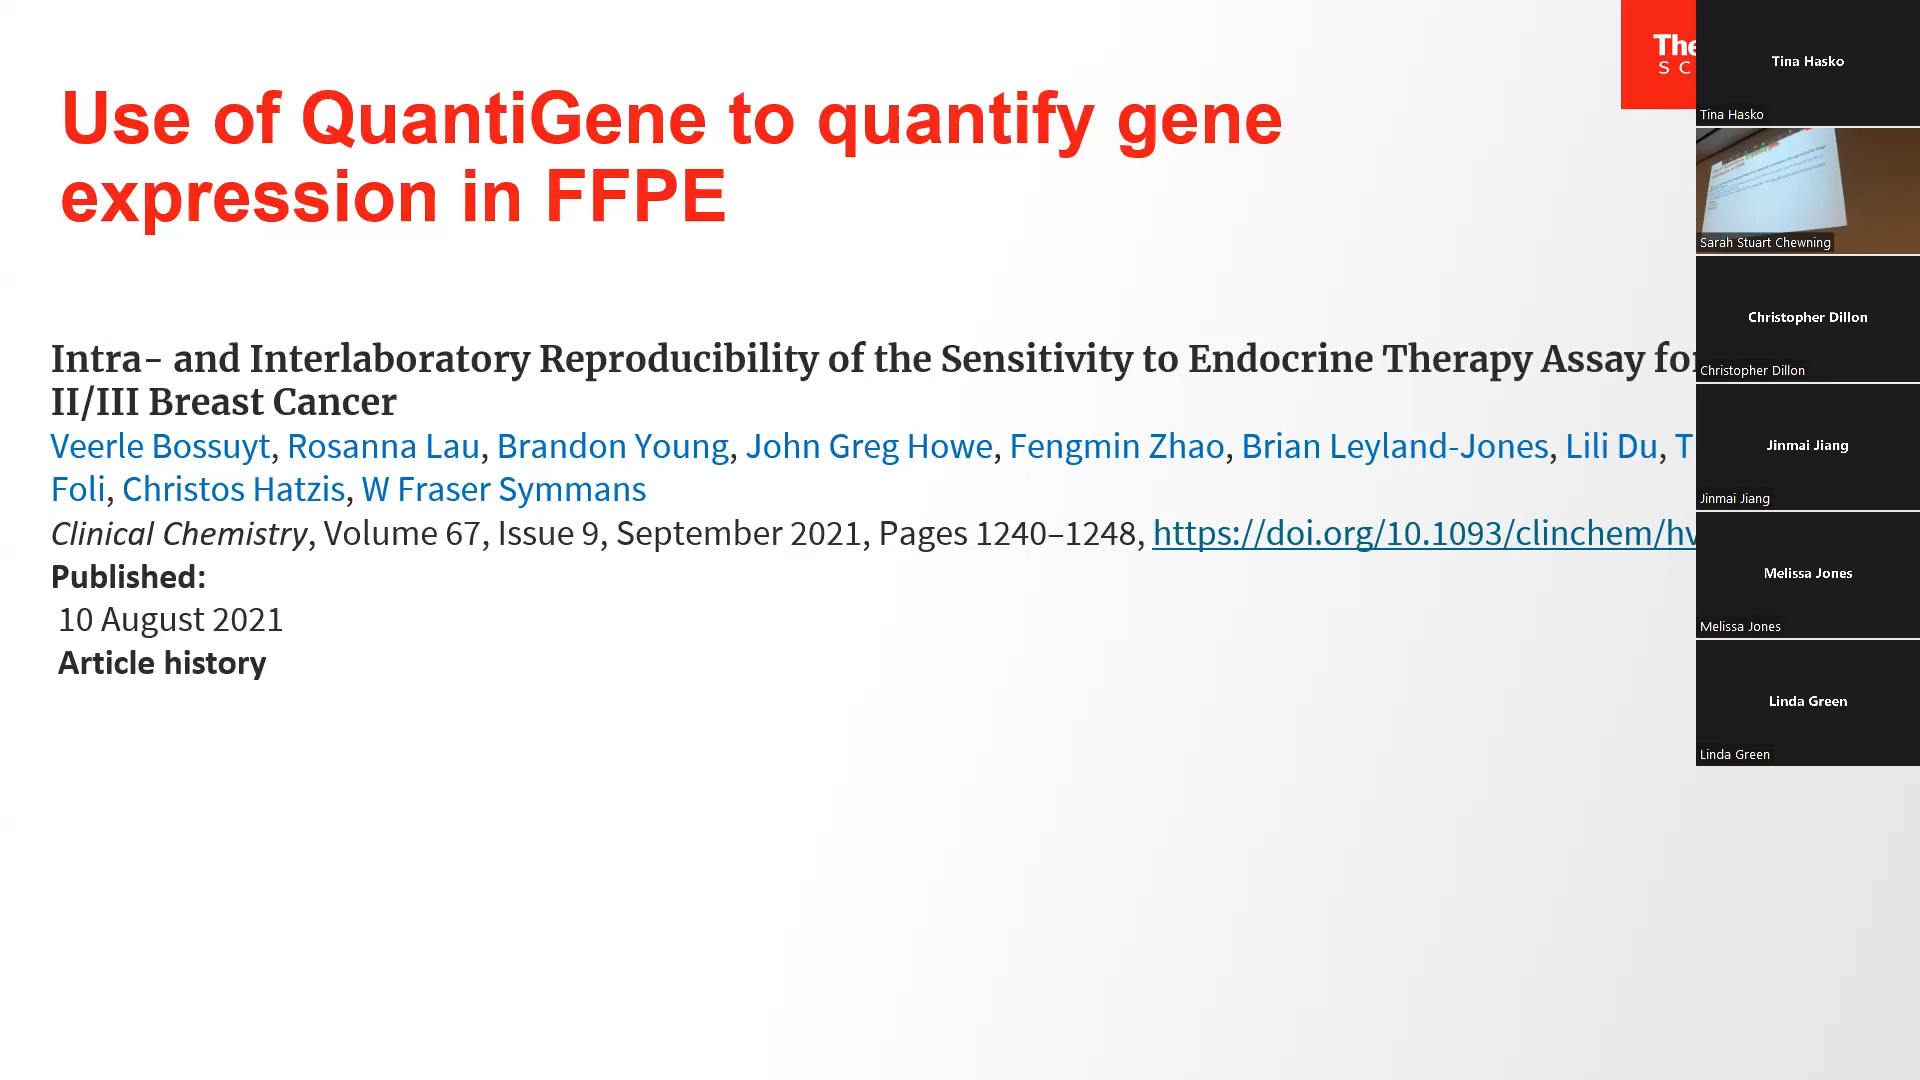 Use of QuantiGene to quantify gene
expression in FFPE
Intra- and Interlaboratory Reproducibility of the Sensitivity to Endocrine Therapy Assay for
II/III Breast Cancer
Veerle Bossuyt, Rosanna Lau, Brandon Young, John Greg Howe, Fengmin Zhao, Brian Leyland-Jones, Lili Du, T
Foli, Christos Hatzis, W Fraser Symmans
Clinical Chemistry, Volume 67, Issue 9, September 2021, Pages 1240–1248, https://doi.org/10.1093/clinchem/hv
Published:
10 August 2021
Article history
The
SC
Tina Hasko
Tina Hasko
Sarah Stuart Chewning
Christopher Dillon
Christopher Dillon
Jinmai Jiang
Jinmai Jiang
Melissa Jones
Melissa Jones
Linda Green
Linda Green